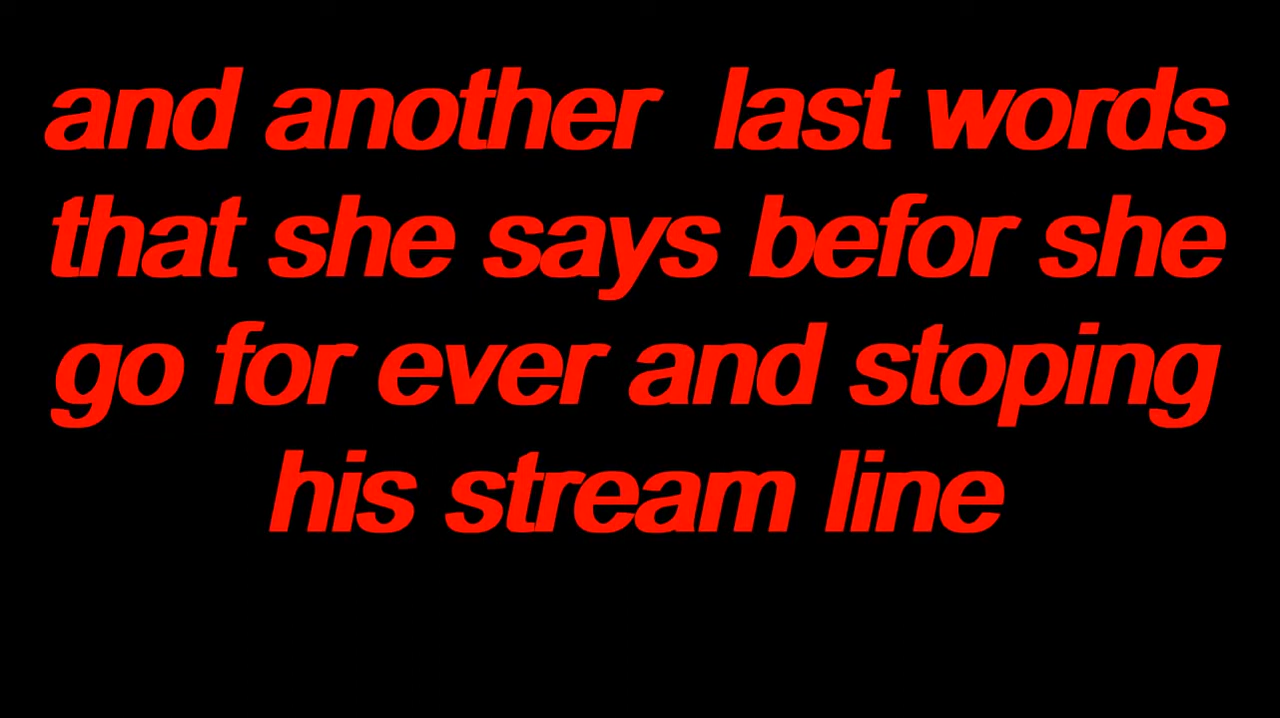 and another  last words
that she says befor she
go for ever and stoping
his stream line